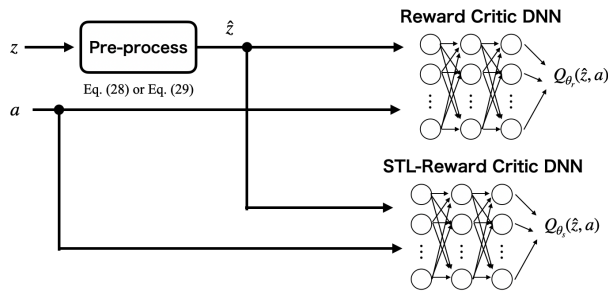 Reward Critic DNN
z
Pre-process
ẑ
Eq. (28) or Eq. (29)
a
Q_{θ_r}(ẑ, a)
STL-Reward Critic DNN
Q_{θ_s}(ẑ, a)